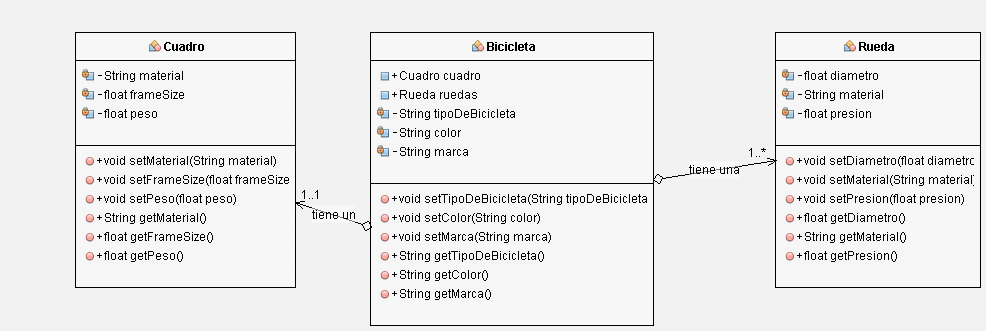 Cuadro
-String material
-float frameSize
-float peso
+void setMaterial(String material)
+void setFrameSize(float frameSize
+void setPeso(float peso)
+String getMaterial()
+float getFrameSize()
+float getPeso()
1..1
tiene un
Bicicleta
+Cuadro cuadro
+Rueda ruedas
-String tipoDeBicicleta
-String color
-String marca
+void setTipoDeBicicleta(String tipoDeBicicleta
+void setColor(String color)
+void setMarca(String marca)
+String getTipoDeBicicleta()
+String getColor()
+String getMarca()
1..*
tiene una
Rueda
-float diametro
-String material
-float presion
+void setDiametro(float diametro
+void setMaterial(String material)
+void setPresion(float presion)
+float getDiametro()
+String getMaterial()
+float getPresion()